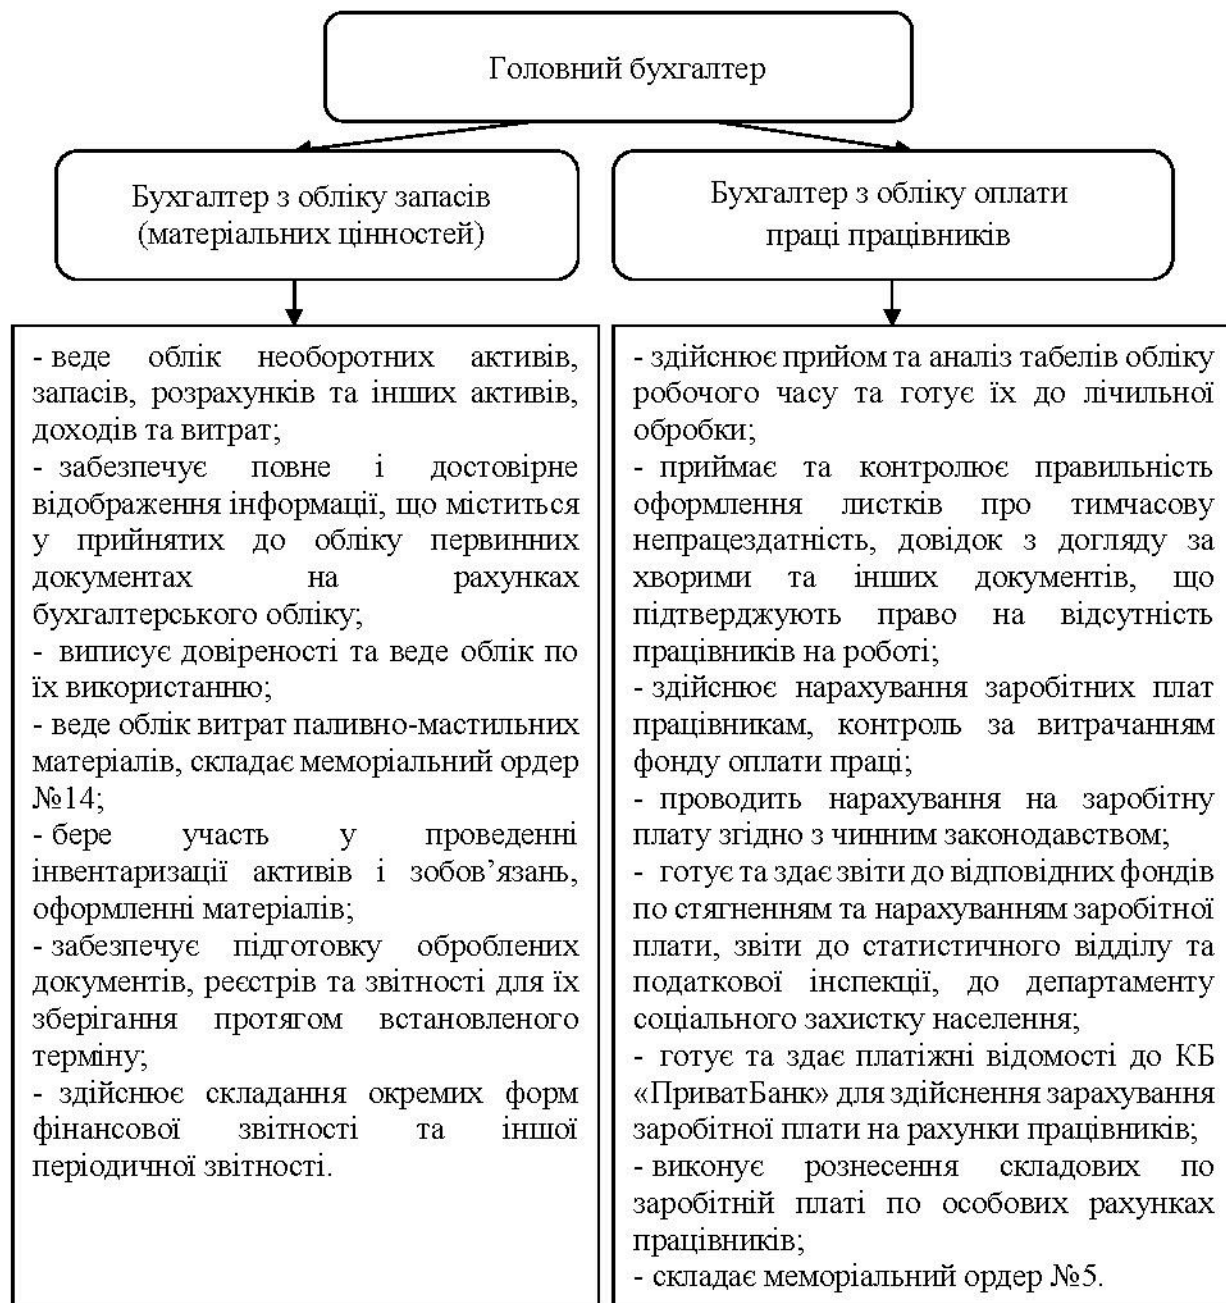 Головний бухгалтер
Бухгалтер з обліку запасів
(матеріальних цінностей)
Бухгалтер з обліку оплати
праці працівників
- веде облік необоротних активів,
запасів, розрахунків та інших активів,
доходів та витрат;
- забезпечує повне і достовірне
відображення інформації, що міститься
у прийнятих до обліку первинних
документах на рахунках
бухгалтерського обліку;
- виписує довіреності та веде облік по
їх використанню;
- веде облік витрат паливно-мастильних
матеріалів, складає меморіальний ордер
№14;
- бере участь у проведенні
інвентаризації активів і зобов’язань,
оформленні матеріалів;
- забезпечує підготовку оброблених
документів, реєстрів та звітності для їх
зберігання протягом встановленого
терміну;
- здійснює складання окремих форм
фінансової звітності та іншої
періодичної звітності.
- здійснює прийом та аналіз табелів обліку
робочого часу та готує їх до лічильної
обробки;
- приймає та контролює правильність
оформлення листків про тимчасову
непрацездатність, довідок з догляду за
хворими та інших документів, що
підтверджують право на відсутність
працівників на роботі;
- здійснює нарахування заробітних плат
працівникам, контроль за витрачанням
фонду оплати праці;
- проводить нарахування на заробітну
плату згідно з чинним законодавством;
- готує та здає звіти до відповідних фондів
по стягненням та нарахуванням заробітної
плати, звіти до статистичного відділу та
податкової інспекції, до департаменту
соціального захистку населення;
- готує та здає платіжні відомості до КБ
«ПриватБанк» для здійснення зарахування
заробітної плати на рахунки працівників;
- виконує рознесення складових по
заробітній платі по особових рахунках
працівників;
- складає меморіальний ордер №5.